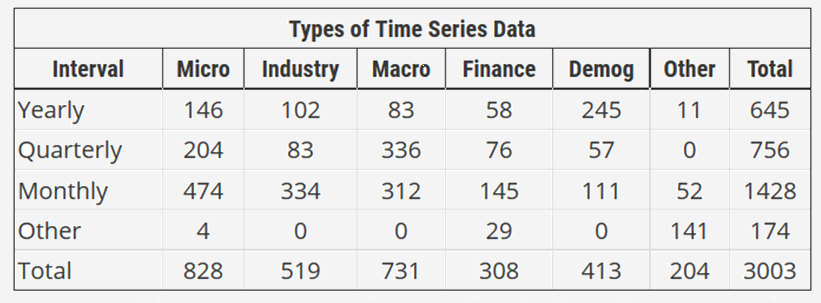 Types of Time Series Data
Interval Micro Industry Macro Finance Demog Other Total
Yearly 146 102 83 58 245 11 645
Quarterly 204 83 336 76 57 0 756
Monthly 474 334 312 145 111 52 1428
Other 4 0 0 29 0 141 174
Total 828 519 731 308 413 204 3003